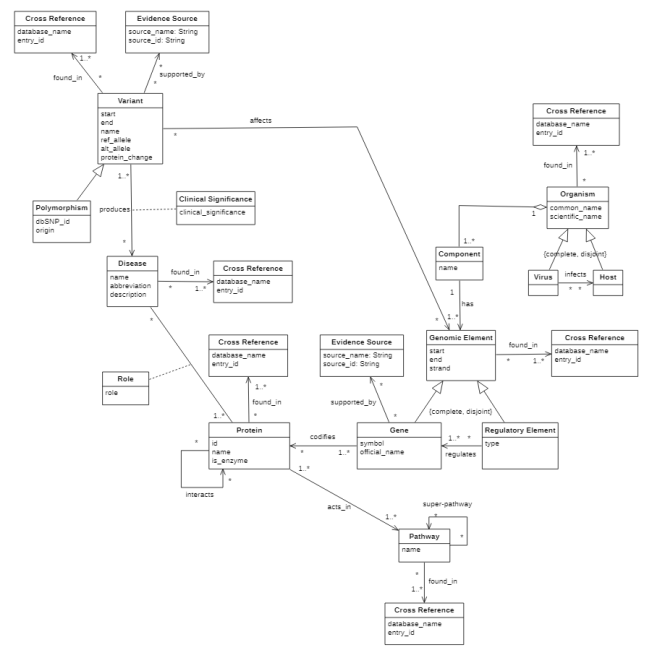 Cross Reference
database_name
entry_id
Evidence Source
source_name: String
source_id: String
1..*
*
found_in
*
supported_by
*
Variant
start
end
name
ref_allele
alt_allele
protein_change
affects
*
Cross Reference
database_name
entry_id
1..*
found_in
*
Organism
common_name
scientific_name
1
{complete, disjoint}
Virus
infects
* *
Host
1..*
Component
name
1
has
* 1..*
Polymorphism
dbSNP_id
origin
1..*
produces
*
Clinical Significance
clinical_significance
Disease
name
abbreviation
description
found_in
* 1..*
Cross Reference
database_name
entry_id
*
Role
role
Cross Reference
database_name
entry_id
1..*
found_in
*
1..*
Evidence Source
source_name: String
source_id: String
*
supported_by
*
Genomic Element
start
end
strand
found_in
* 1..*
Cross Reference
database_name
entry_id
{complete, disjoint}
Protein
id
name
is_enzyme
*
*
interacts
codifies
* 1..*
Gene
symbol
official_name
1..* *
regulates
Regulatory Element
type
1..*
acts_in
1..*
super-pathway
*
*
Pathway
name
*
found_in
1..*
Cross Reference
database_name
entry_id